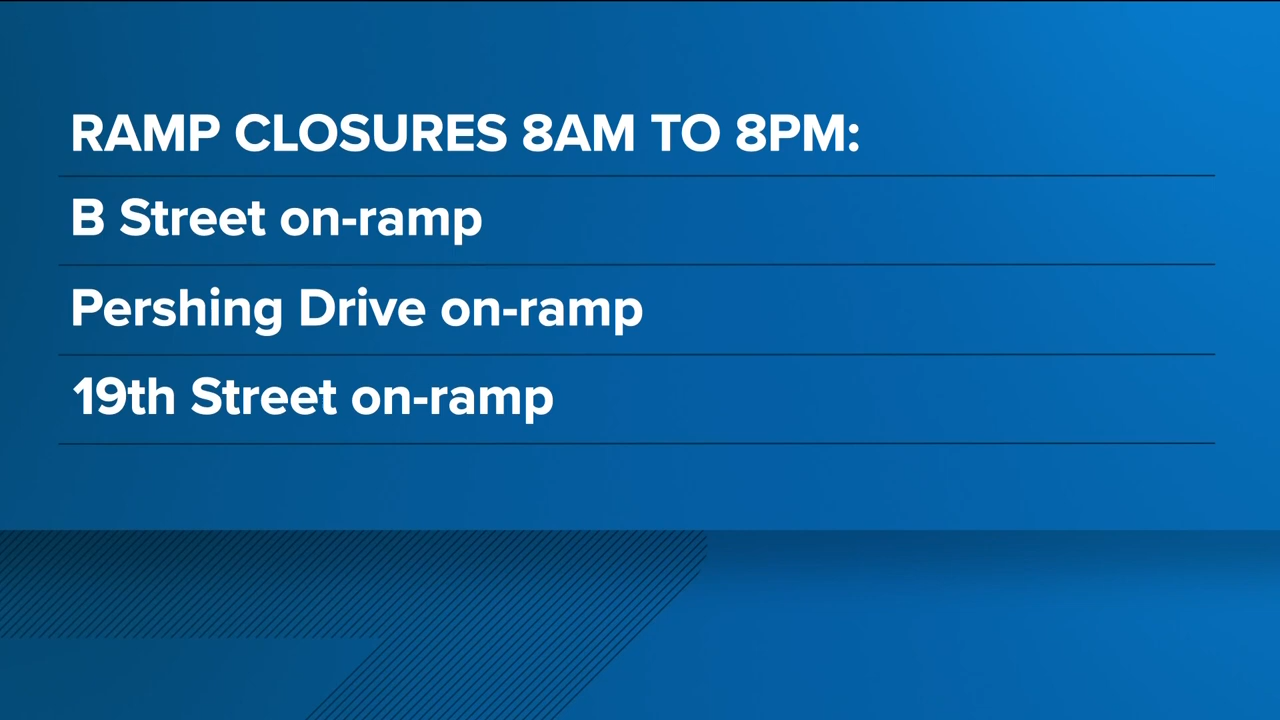 RAMP CLOSURES 8AM TO 8PM:
B Street on-ramp
Pershing Drive on-ramp
19th Street on-ramp